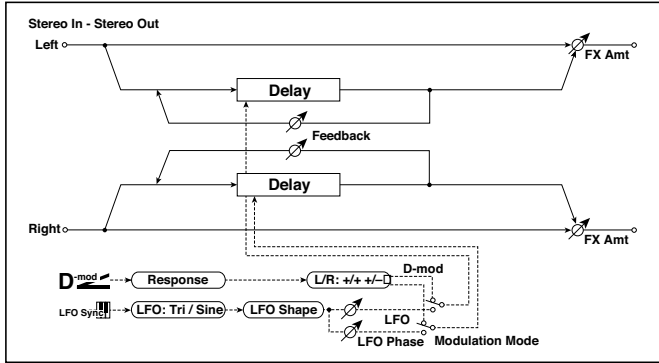 Stereo In - Stereo Out
Left
FX Amt
Delay
Feedback
Delay
Right
FX Amt
D-mod
D-mod
Response
L/R: +/+ +/–
LFO Sync
LFO: Tri / Sine
LFO Shape
LFO
LFO Phase
Modulation Mode